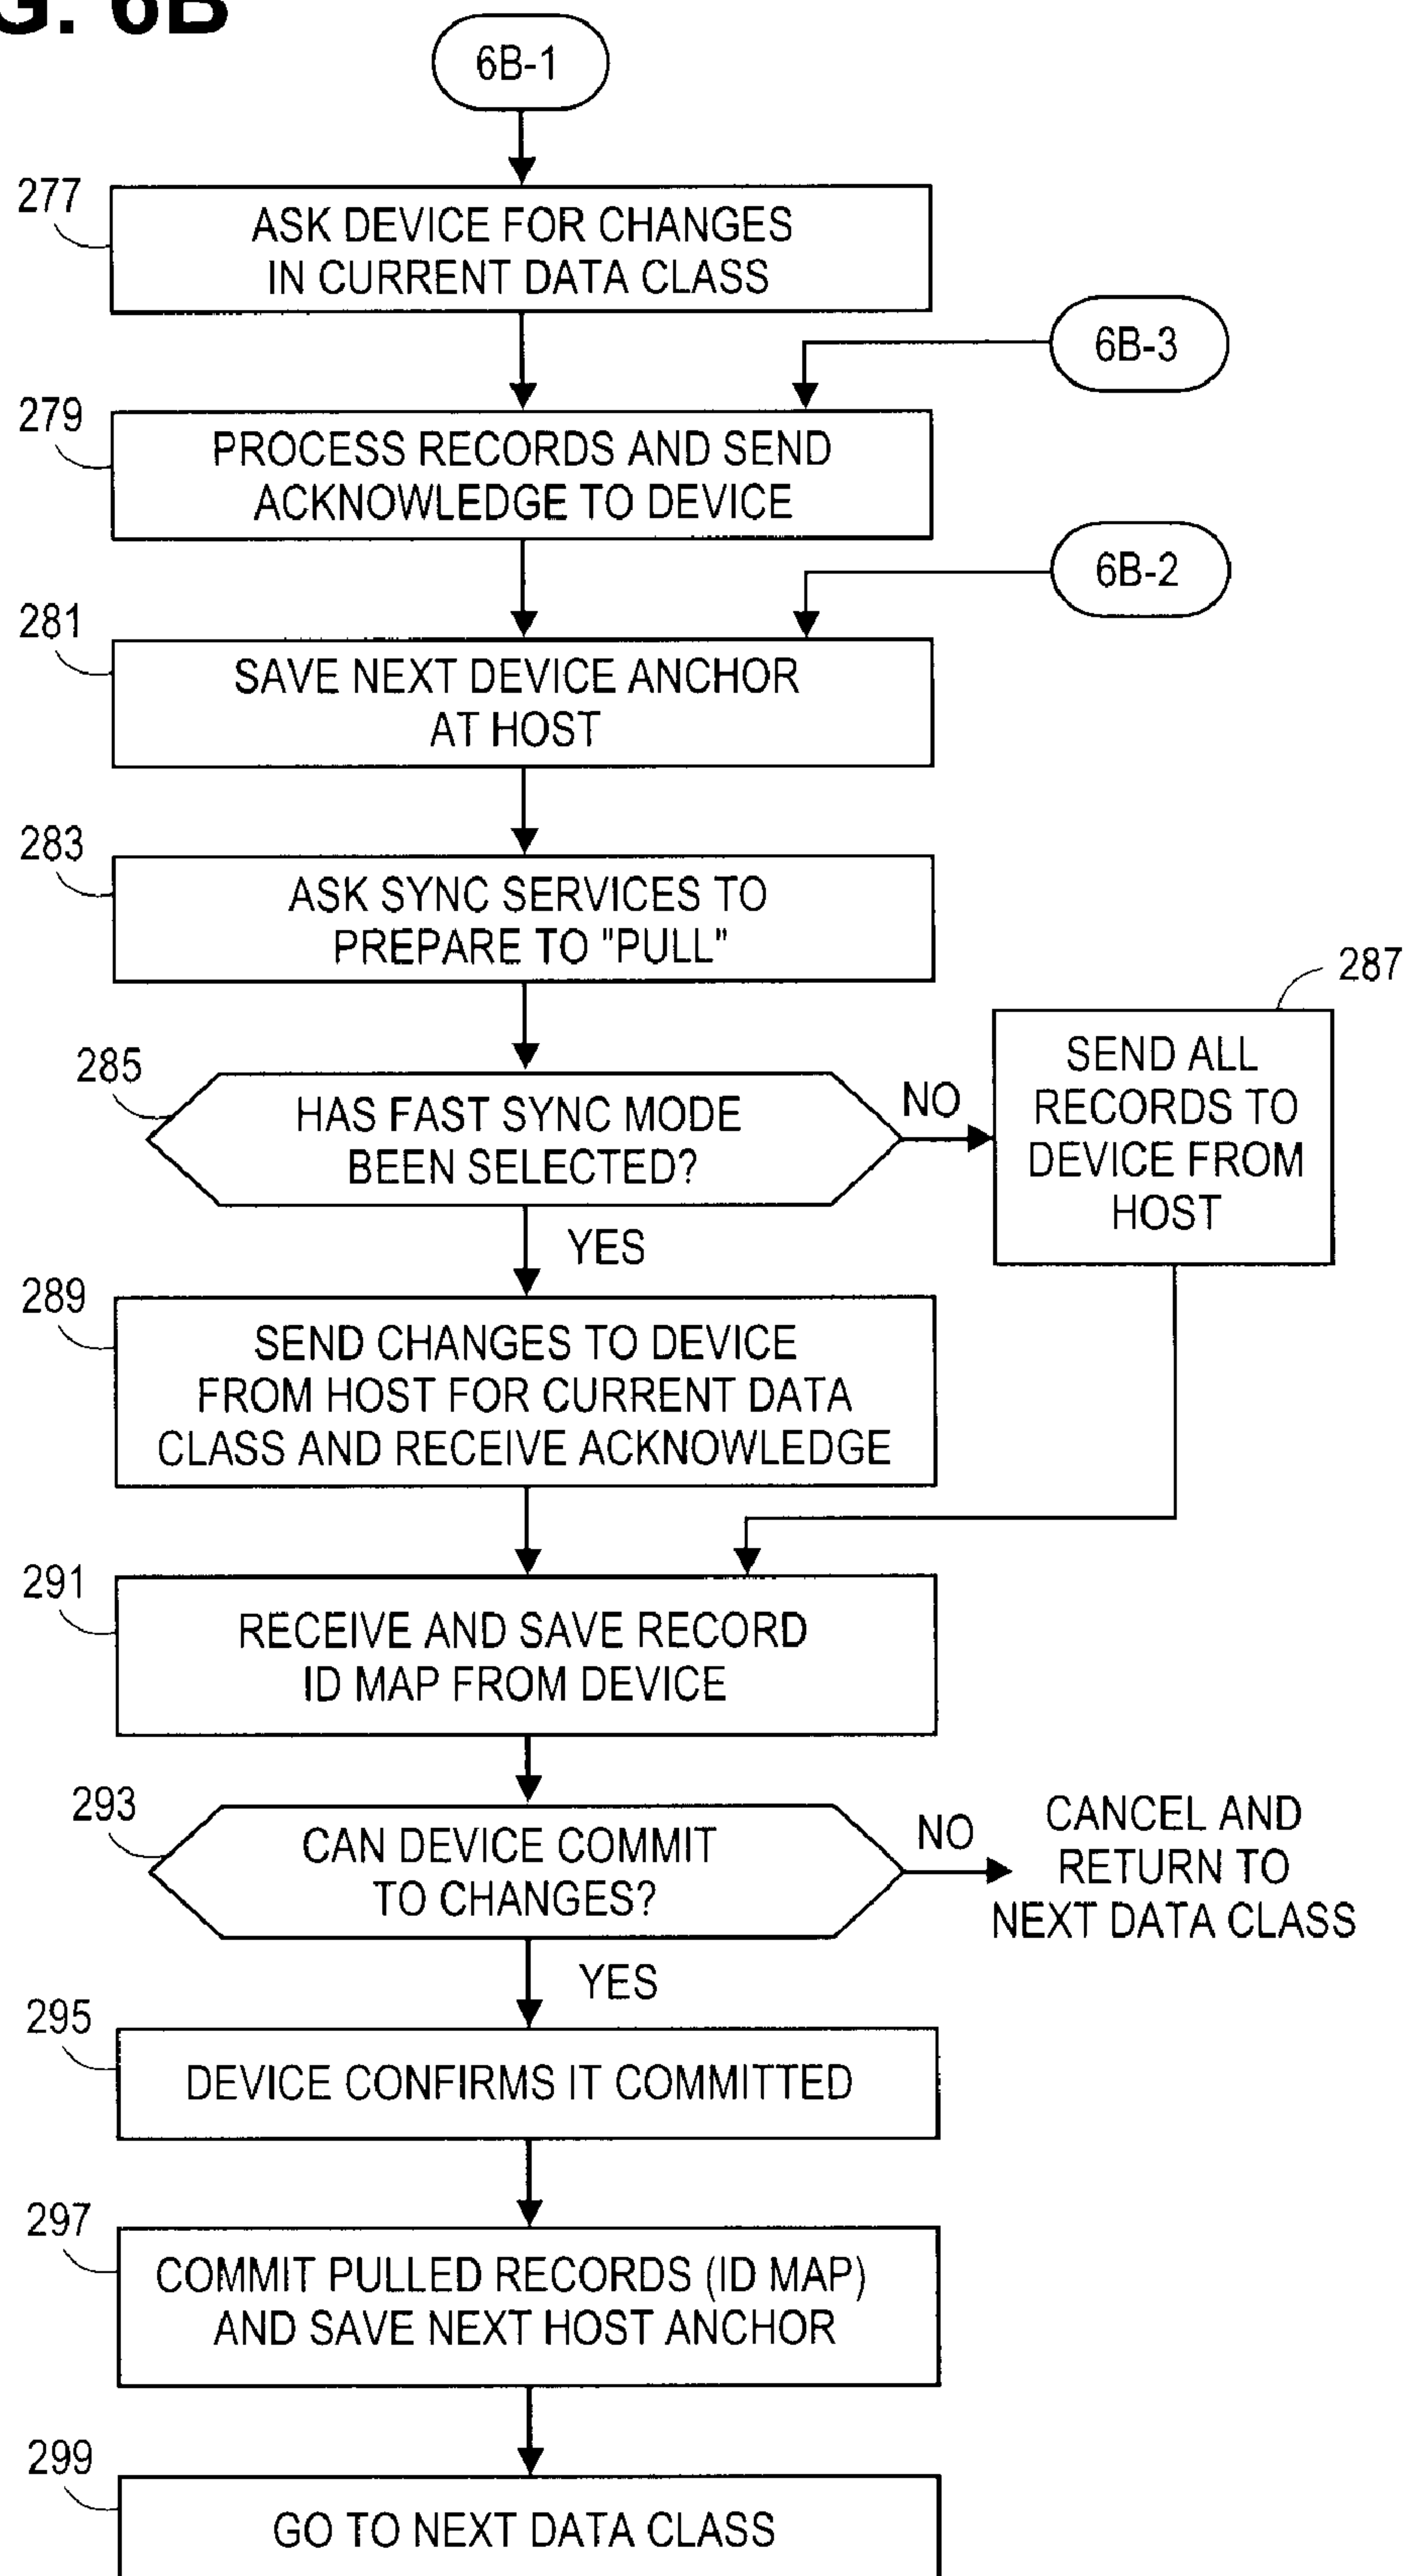 G. 6B
6B-1
277
ASK DEVICE FOR CHANGES
IN CURRENT DATA CLASS
6B-3
279
PROCESS RECORDS AND SEND
ACKNOWLEDGE TO DEVICE
6B-2
281
SAVE NEXT DEVICE ANCHOR
AT HOST
283
ASK SYNC SERVICES TO
PREPARE TO "PULL"
287
285
HAS FAST SYNC MODE
BEEN SELECTED?
NO
SEND ALL
RECORDS TO
DEVICE FROM
HOST
YES
289
SEND CHANGES TO DEVICE
FROM HOST FOR CURRENT DATA
CLASS AND RECEIVE ACKNOWLEDGE
291
RECEIVE AND SAVE RECORD
ID MAP FROM DEVICE
293
CAN DEVICE COMMIT
TO CHANGES?
NO
CANCEL AND
RETURN TO
NEXT DATA CLASS
YES
295
DEVICE CONFIRMS IT COMMITTED
297
COMMIT PULLED RECORDS (ID MAP)
AND SAVE NEXT HOST ANCHOR
299
GO TO NEXT DATA CLASS